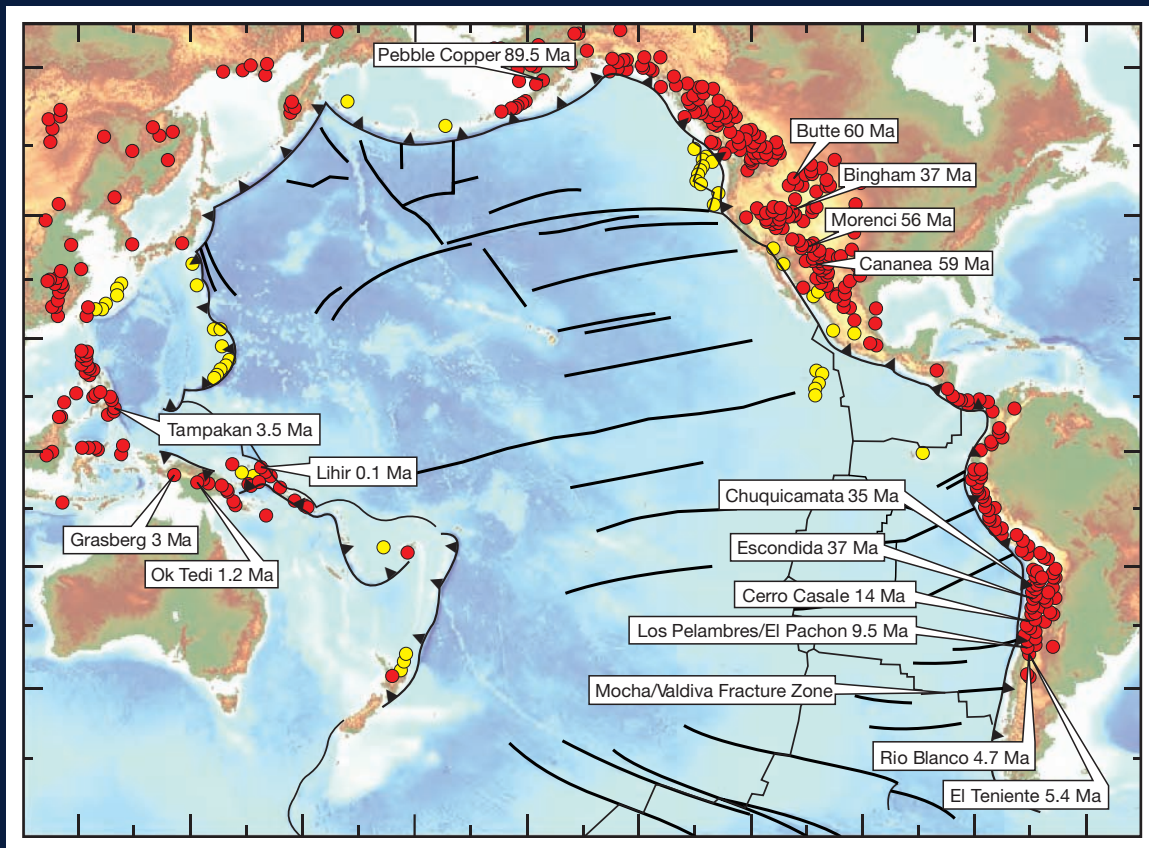 Pebble Copper 89.5 Ma
Butte 60 Ma
Bingham 37 Ma
Morenci 56 Ma
Cananea 59 Ma
Tampakan 3.5 Ma
Lihir 0.1 Ma
Grasberg 3 Ma
Ok Tedi 1.2 Ma
Chuquicamata 35 Ma
Escondida 37 Ma
Cerro Casale 14 Ma
Los Pelambres/El Pachon 9.5 Ma
Mocha/Valdiva Fracture Zone
Rio Blanco 4.7 Ma
El Teniente 5.4 Ma